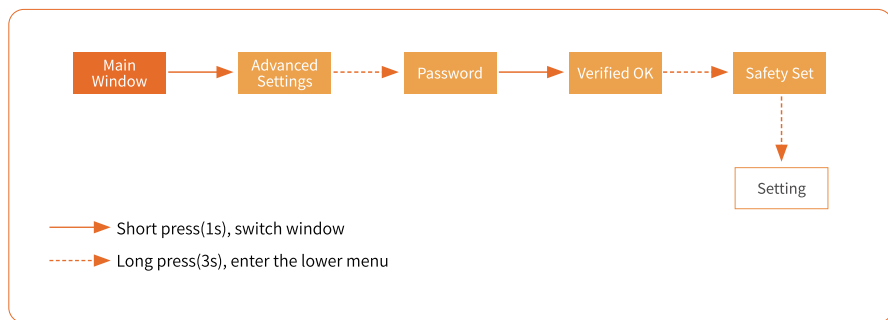 Main
Window
Advanced
Settings
Password
Verified OK
Safety Set
Setting
Short press(1s), switch window
Long press(3s), enter the lower menu